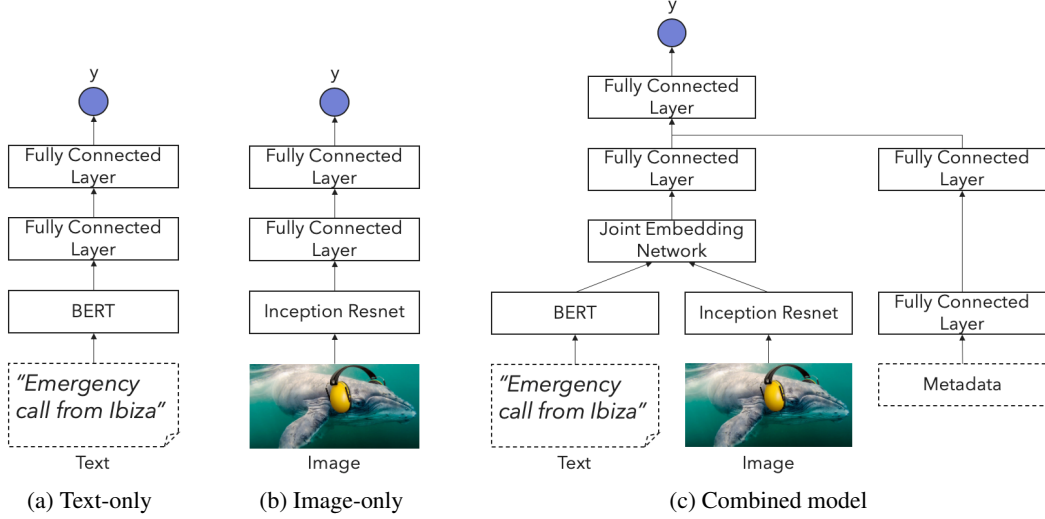 y
Fully Connected
Layer
Fully Connected
Layer
BERT
"Emergency
call from Ibiza"
Text
(a) Text-only
y
Fully Connected
Layer
Fully Connected
Layer
Inception Resnet
Image
(b) Image-only
y
Fully Connected
Layer
Fully Connected
Layer
Fully Connected
Layer
Joint Embedding
Network
BERT
Inception Resnet
Fully Connected
Layer
"Emergency
call from Ibiza"
Metadata
Text
Image
(c) Combined model